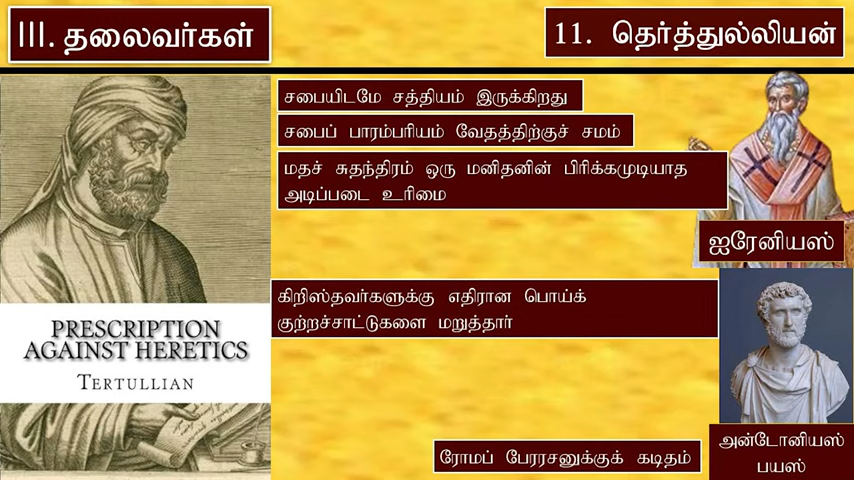 III. தலைவர்கள்
11. தெர்த்துல்லியன்
சபையிடமே சத்தியம் இருக்கிறது
சபைப் பாரம்பரியம் வேதத்திற்குச் சமம்
மதச் சுதந்திரம் ஒரு மனிதனின் பிரிக்கமுடியாத
அடிப்படை உரிமை
ஐரேனியஸ்
கிறிஸ்தவர்களுக்கு எதிரான பொய்க்
குற்றச்சாட்டுகளை மறுத்தார்
PRESCRIPTION
AGAINST HERETICS
TERTULLIAN
அன்டோனியஸ்
பயஸ்
ரோமப் பேரரசனுக்குக் கடிதம்